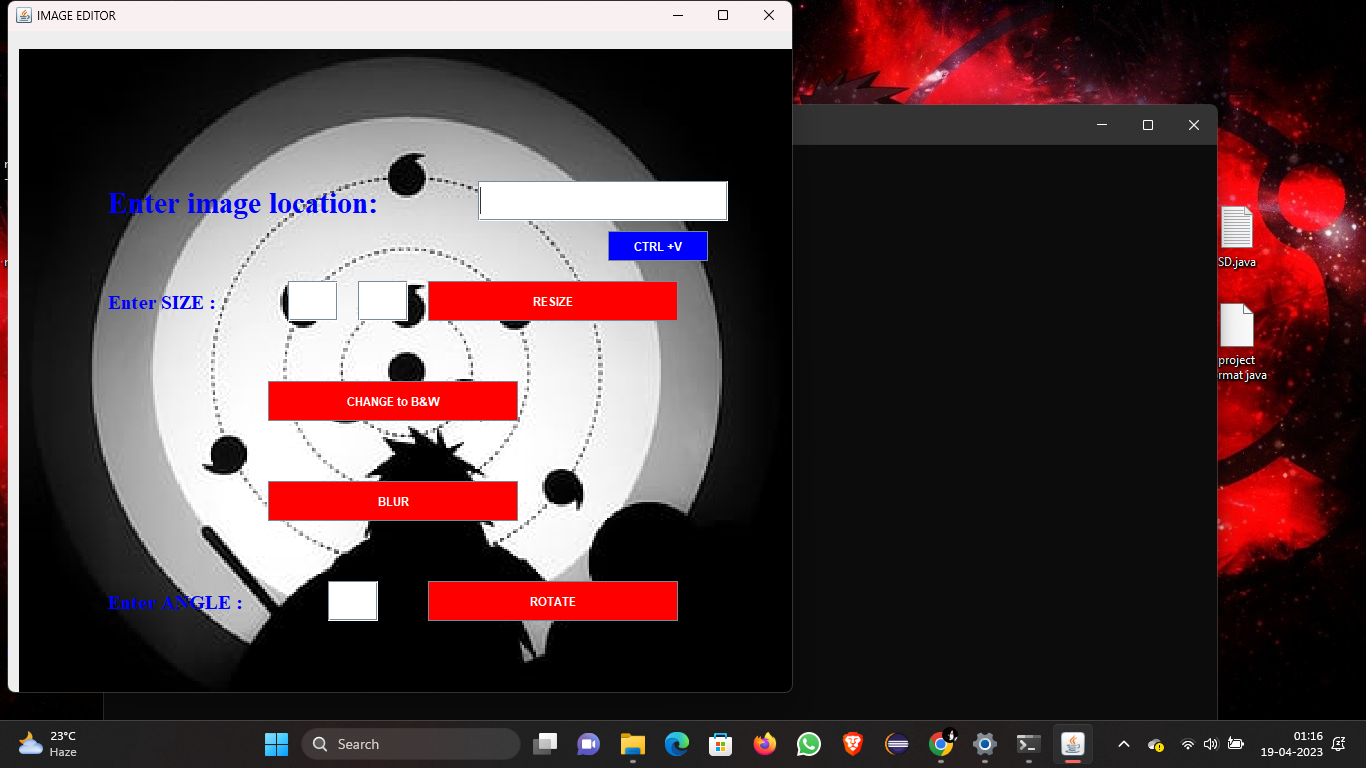 IMAGE EDITOR
Enter image location:
CTRL +V
Enter SIZE :
RESIZE
CHANGE to B&W
BLUR
Enter ANGLE :
ROTATE
SD.java
project
rmat java
23°C
Haze
Search
01:16
19-04-2023